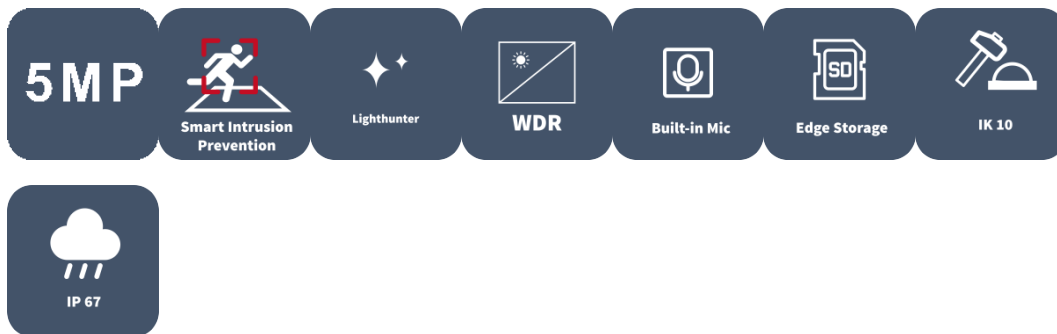 5MP
Smart Intrusion
Prevention
Lighthunter
WDR
Built-in Mic
SD
Edge Storage
IK 10
IP 67